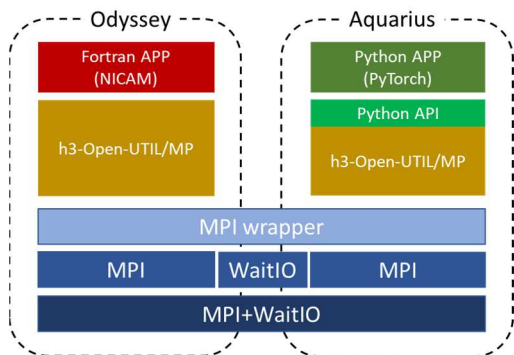 Odyssey
Aquarius
Fortran APP
(NICAM)
Python APP
(PyTorch)
Python API
h3-Open-UTIL/MP
h3-Open-UTIL/MP
MPI wrapper
MPI
WaitIO
MPI
MPI+WaitIO